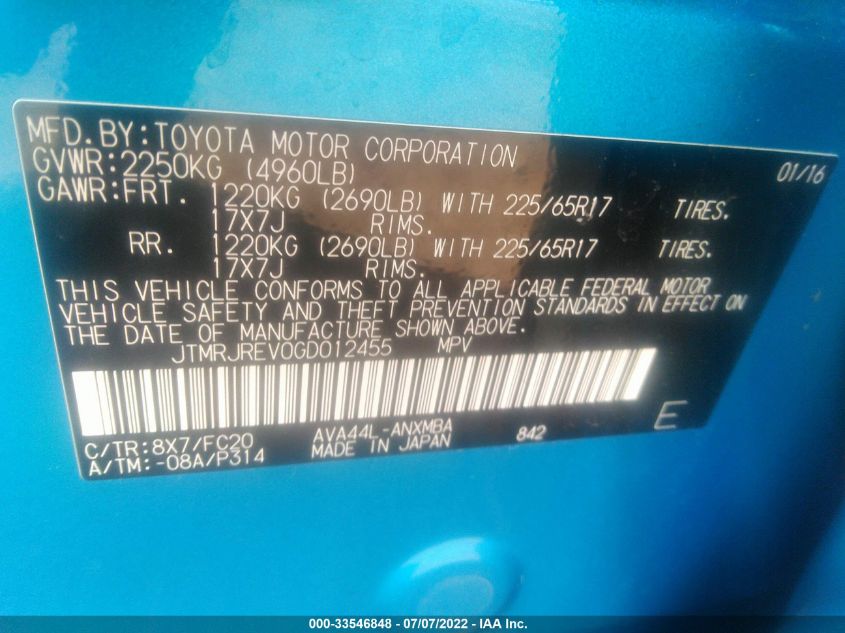 MFD.BY:TOYOTA MOTOR CORPORATION 01/16
GVWR:2250KG (4960LB)
GAWR:FRT. 1220KG (2690LB) WITH 225/65R17 TIRES.
17X7J RIMS.
RR. 1220KG (2690LB) WITH 225/65R17 TIRES.
17X7J RIMS.
THIS VEHICLE CONFORMS TO ALL APPLICABLE FEDERAL MOTOR
VEHICLE SAFETY AND THEFT PREVENTION STANDARDS IN EFFECT ON
THE DATE OF MANUFACTURE SHOWN ABOVE.
JTMRJREV0GD012455 MPV
E
C/TR:8X7/FC20 AVA44L-ANXMBA 842
A/TM:-08A/P314 MADE IN JAPAN
000-33546848 - 07/07/2022 - IAA Inc.